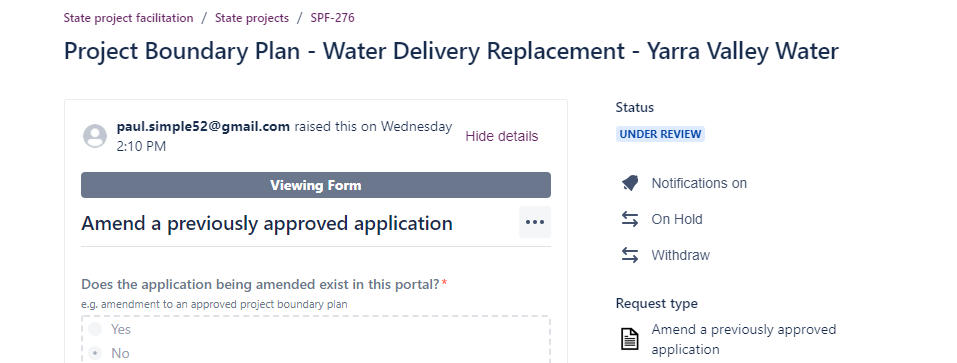 State project facilitation / State projects / SPF-276
Project Boundary Plan - Water Delivery Replacement - Yarra Valley Water
paul.simple52@gmail.com raised this on Wednesday
2:10 PM
Hide details
Viewing Form
Amend a previously approved application
Does the application being amended exist in this portal?*
e.g. amendment to an approved project boundary plan
Yes
No
Status
UNDER REVIEW
Notifications on
On Hold
Withdraw
Request type
Amend a previously approved
application